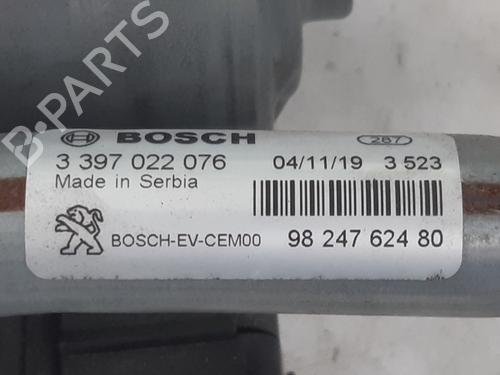 B-PARTS
BOSCH 287
3 397 022 076 04/11/19 3 523
Made in Serbia
BOSCH-EV-CEM00 98 247 624 80